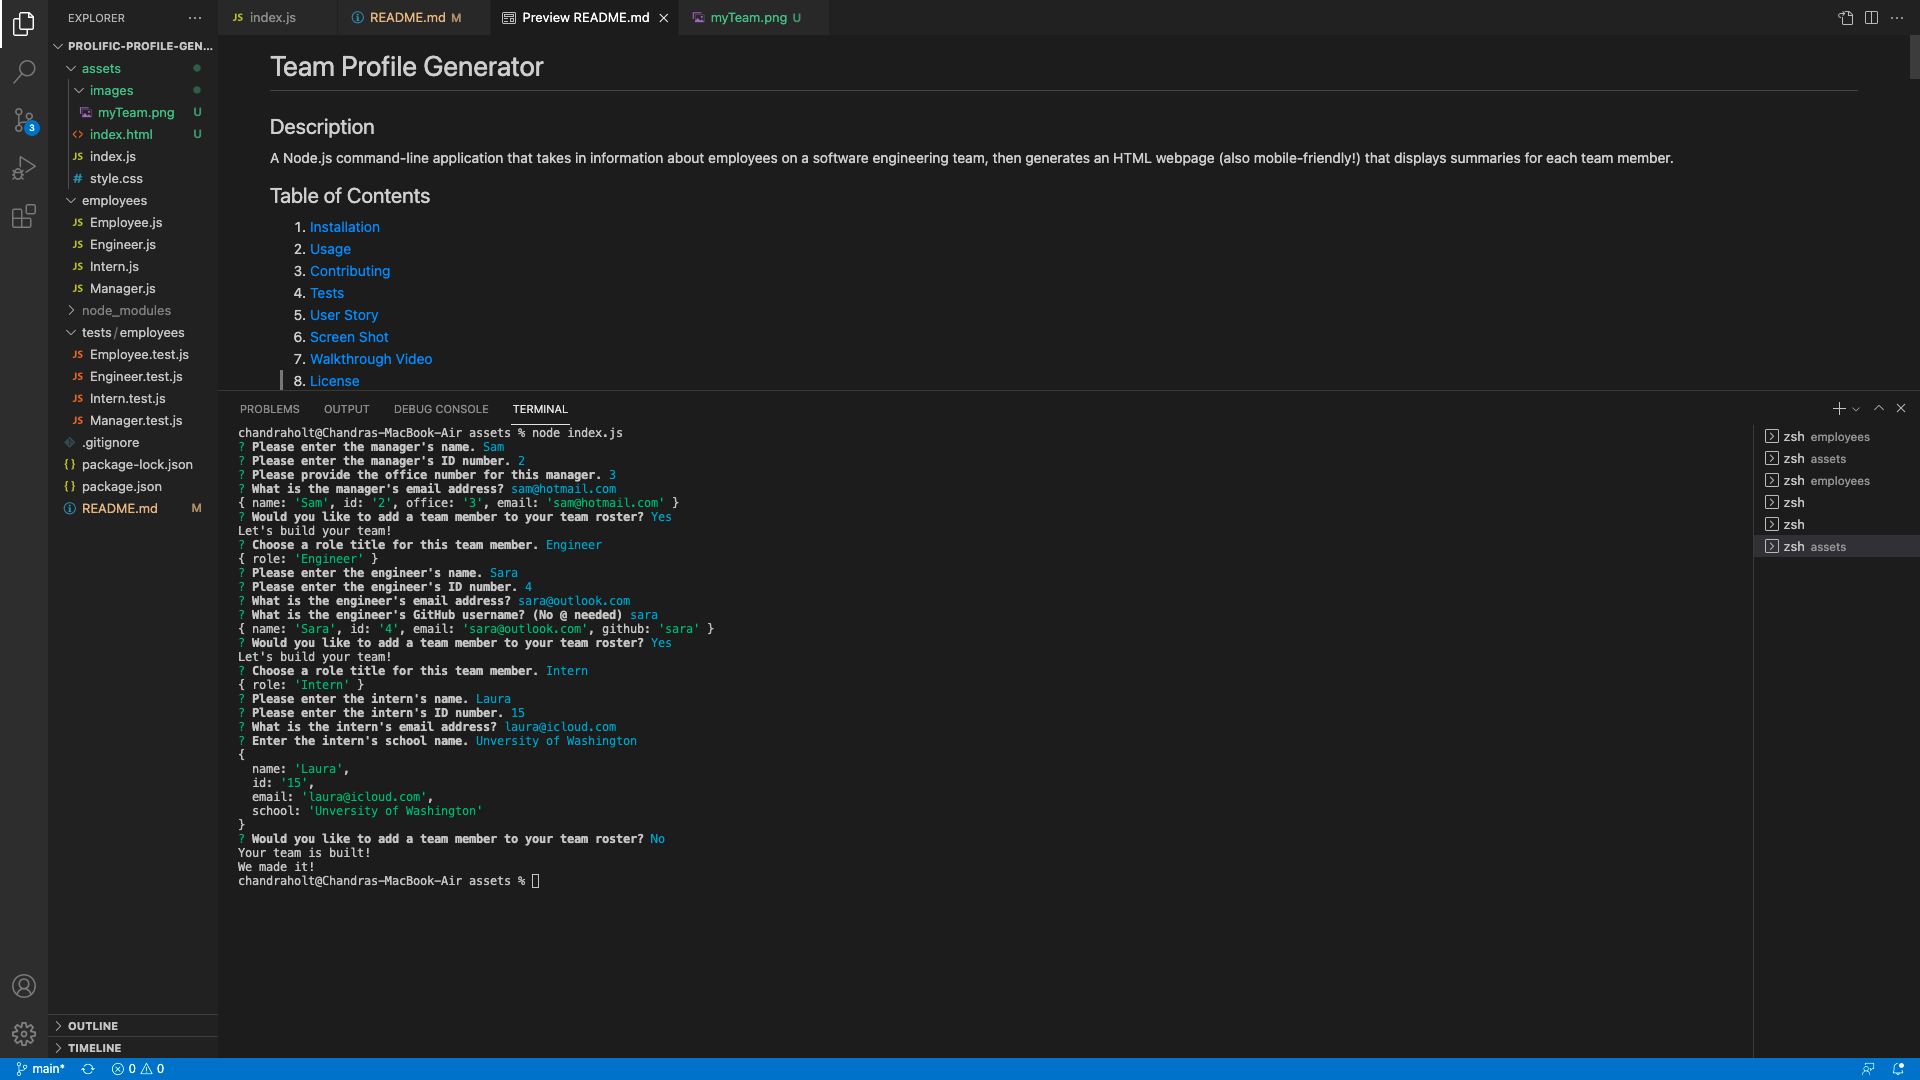 EXPLORER
PROLIFIC-PROFILE-GEN...
assets
images
myTeam.png U
index.html U
JS index.js
# style.css
employees
JS Employee.js
JS Engineer.js
JS Intern.js
JS Manager.js
node_modules
tests / employees
JS Employee.test.js
JS Engineer.test.js
JS Intern.test.js
JS Manager.test.js
.gitignore
{} package-lock.json
{} package.json
README.md M
OUTLINE
TIMELINE
3
JS index.js
README.md M
Preview README.md
myTeam.png U
Team Profile Generator
Description
A Node.js command-line application that takes in information about employees on a software engineering team, then generates an HTML webpage (also mobile-friendly!) that displays summaries for each team member.
Table of Contents
1. Installation
2. Usage
3. Contributing
4. Tests
5. User Story
6. Screen Shot
7. Walkthrough Video
8. License
PROBLEMS OUTPUT DEBUG CONSOLE TERMINAL
chandraholt@Chandras-MacBook-Air assets % node index.js
? Please enter the manager's name. Sam
? Please enter the manager's ID number. 2
? Please provide the office number for this manager. 3
? What is the manager's email address? sam@hotmail.com
{ name: 'Sam', id: '2', office: '3', email: 'sam@hotmail.com' }
? Would you like to add a team member to your team roster? Yes
Let's build your team!
? Choose a role title for this team member. Engineer
{ role: 'Engineer' }
? Please enter the engineer's name. Sara
? Please enter the engineer's ID number. 4
? What is the engineer's email address? sara@outlook.com
? What is the engineer's GitHub username? (No @ needed) sara
{ name: 'Sara', id: '4', email: 'sara@outlook.com', github: 'sara' }
? Would you like to add a team member to your team roster? Yes
Let's build your team!
? Choose a role title for this team member. Intern
{ role: 'Intern' }
? Please enter the intern's name. Laura
? Please enter the intern's ID number. 15
? What is the intern's email address? laura@icloud.com
? Enter the intern's school name. Unversity of Washington
{
name: 'Laura',
id: '15',
email: 'laura@icloud.com',
school: 'Unversity of Washington'
}
? Would you like to add a team member to your team roster? No
Your team is built!
We made it!
chandraholt@Chandras-MacBook-Air assets %
zsh employees
zsh assets
zsh employees
zsh
zsh
zsh assets
main* 0 0